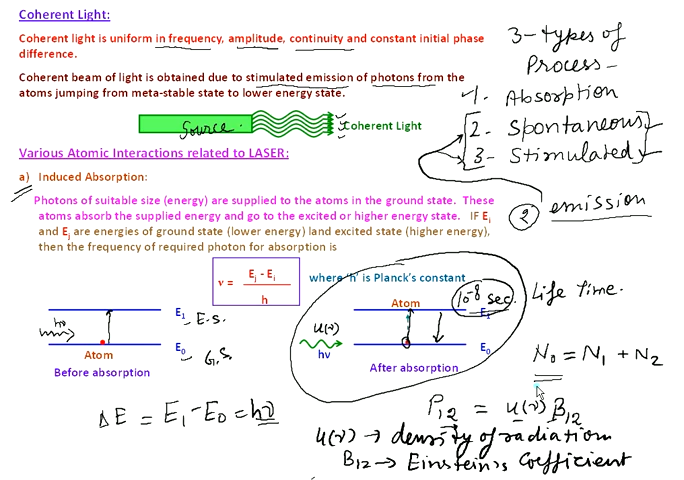 Coherent Light:
Coherent light is uniform in frequency, amplitude, continuity and constant initial phase
difference.
Coherent beam of light is obtained due to stimulated emission of photons from the
atoms jumping from meta-stable state to lower energy state.
Source.
Coherent Light
3-types of
Process-
1. Absorption
2- Spontaneous
3- Stimulated
2 emission
Various Atomic Interactions related to LASER:
a) Induced Absorption:
Photons of suitable size (energy) are supplied to the atoms in the ground state. These
atoms absorb the supplied energy and go to the excited or higher energy state. IF Ei
and Ej are energies of ground state (lower energy) land excited state (higher energy),
then the frequency of required photon for absorption is
ν = Ej - Ei / h
where 'h' is Planck's constant
hν
E1 - E.S.
E0 - G.S.
Atom
Before absorption
Atom
10-8 sec.
E1
u(ν)
hν
E0
After absorption
Life Time.
N0 = N1 + N2
ΔE = E1 - E0 = hν
P12 = u(ν) B12
u(ν) → density of radiation
B12 → Einstein's Coefficient